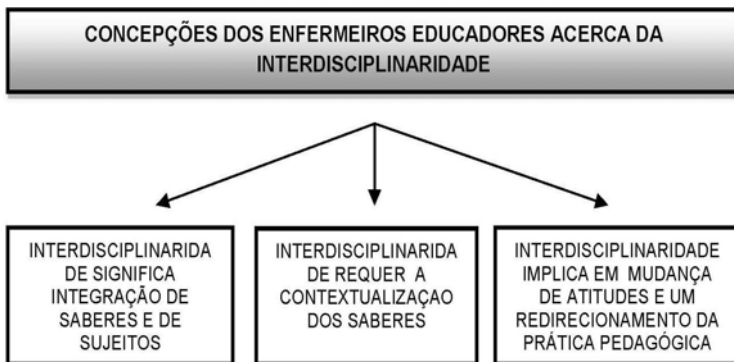 CONCEPÇÕES DOS ENFERMEIROS EDUCADORES ACERCA DA
INTERDISCIPLINARIDADE
INTERDISCIPLINARIDA
DE SIGNIFICA
INTEGRAÇÃO DE
SABERES E DE
SUJEITOS
INTERDISCIPLINARIDA
DE REQUER A
CONTEXTUALIZAÇAO
DOS SABERES
INTERDISCIPLINARIDADE
IMPLICA EM MUDANÇA
DE ATITUDES E UM
REDIRECIONAMENTO DA
PRÁTICA PEDAGÓGICA